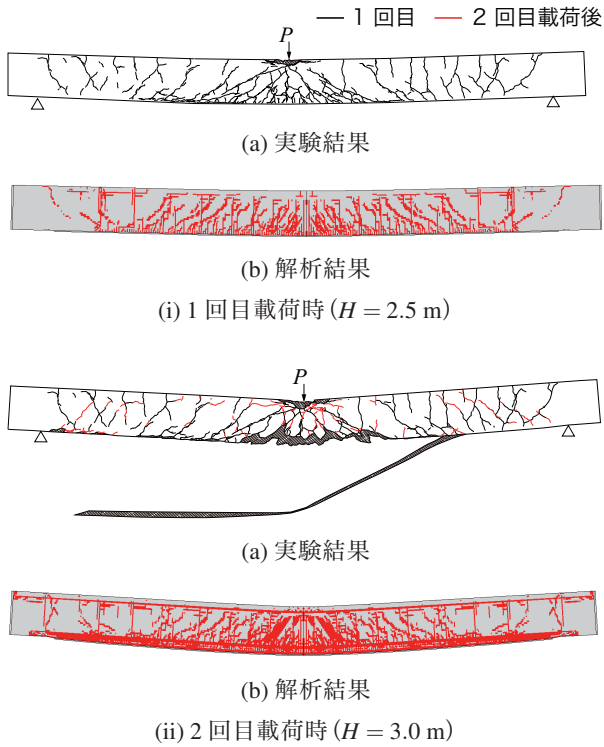 1 回目 2 回目載荷後
P
(a) 実験結果
(b) 解析結果
(i) 1 回目載荷時 (H = 2.5 m)
P
(a) 実験結果
(b) 解析結果
(ii) 2 回目載荷時 (H = 3.0 m)